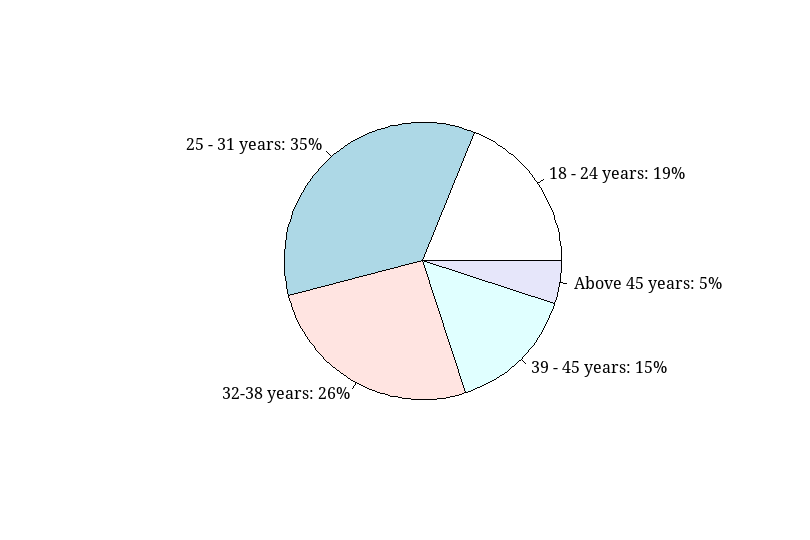 25 - 31 years: 35%
18 - 24 years: 19%
Above 45 years: 5%
39 - 45 years: 15%
32-38 years: 26%